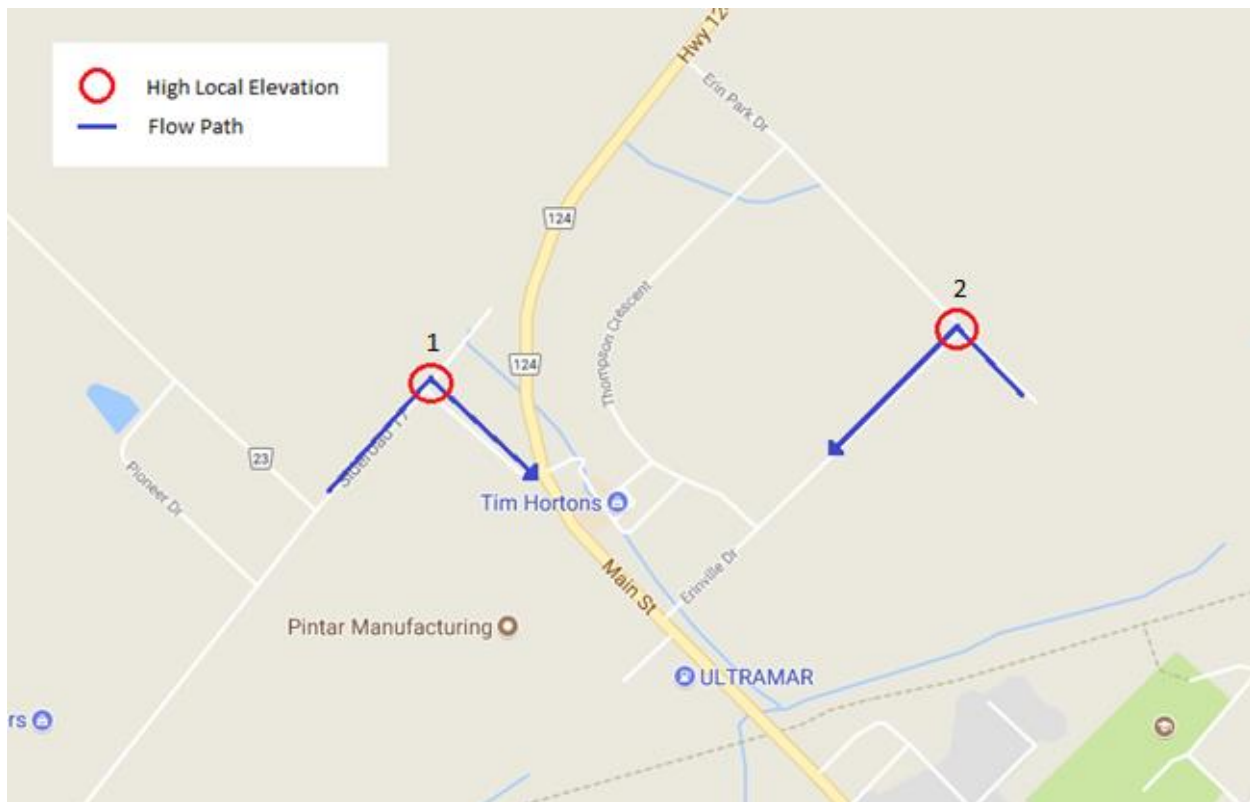 High Local Elevation
Flow Path
Hwy 12
Erin Park Dr
124
2
Thompson Crescent
1
124
Sideroad 17
23
Pioneer Dr
Tim Hortons
Erinville Dr
Main St
Pintar Manufacturing
ULTRAMAR
rs